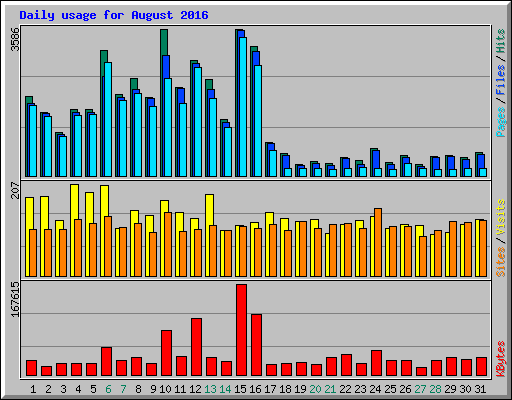 Daily usage for August 2016
3586
Pages / Files / Hits
207
Sites / Visits
167615
KBytes
1 2 3 4 5 6 7 8 9 10 11 12 13 14 15 16 17 18 19 20 21 22 23 24 25 26 27 28 29 30 31